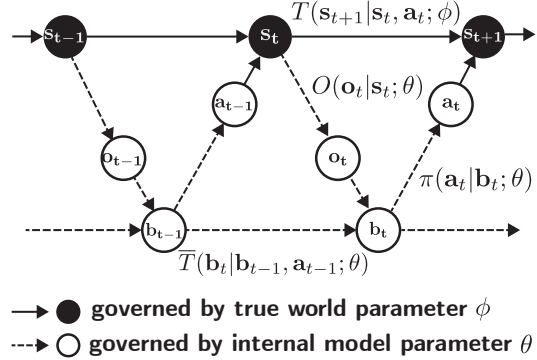 s_{t-1} s_t T(s_{t+1}|s_t, a_t; ϕ) s_{t+1}
a_{t-1} O(o_t|s_t; θ) a_t
o_{t-1} o_t
π(a_t|b_t; θ)
b_{t-1} b_t
T̅(b_t|b_{t-1}, a_{t-1}; θ)
governed by true world parameter ϕ
governed by internal model parameter θ